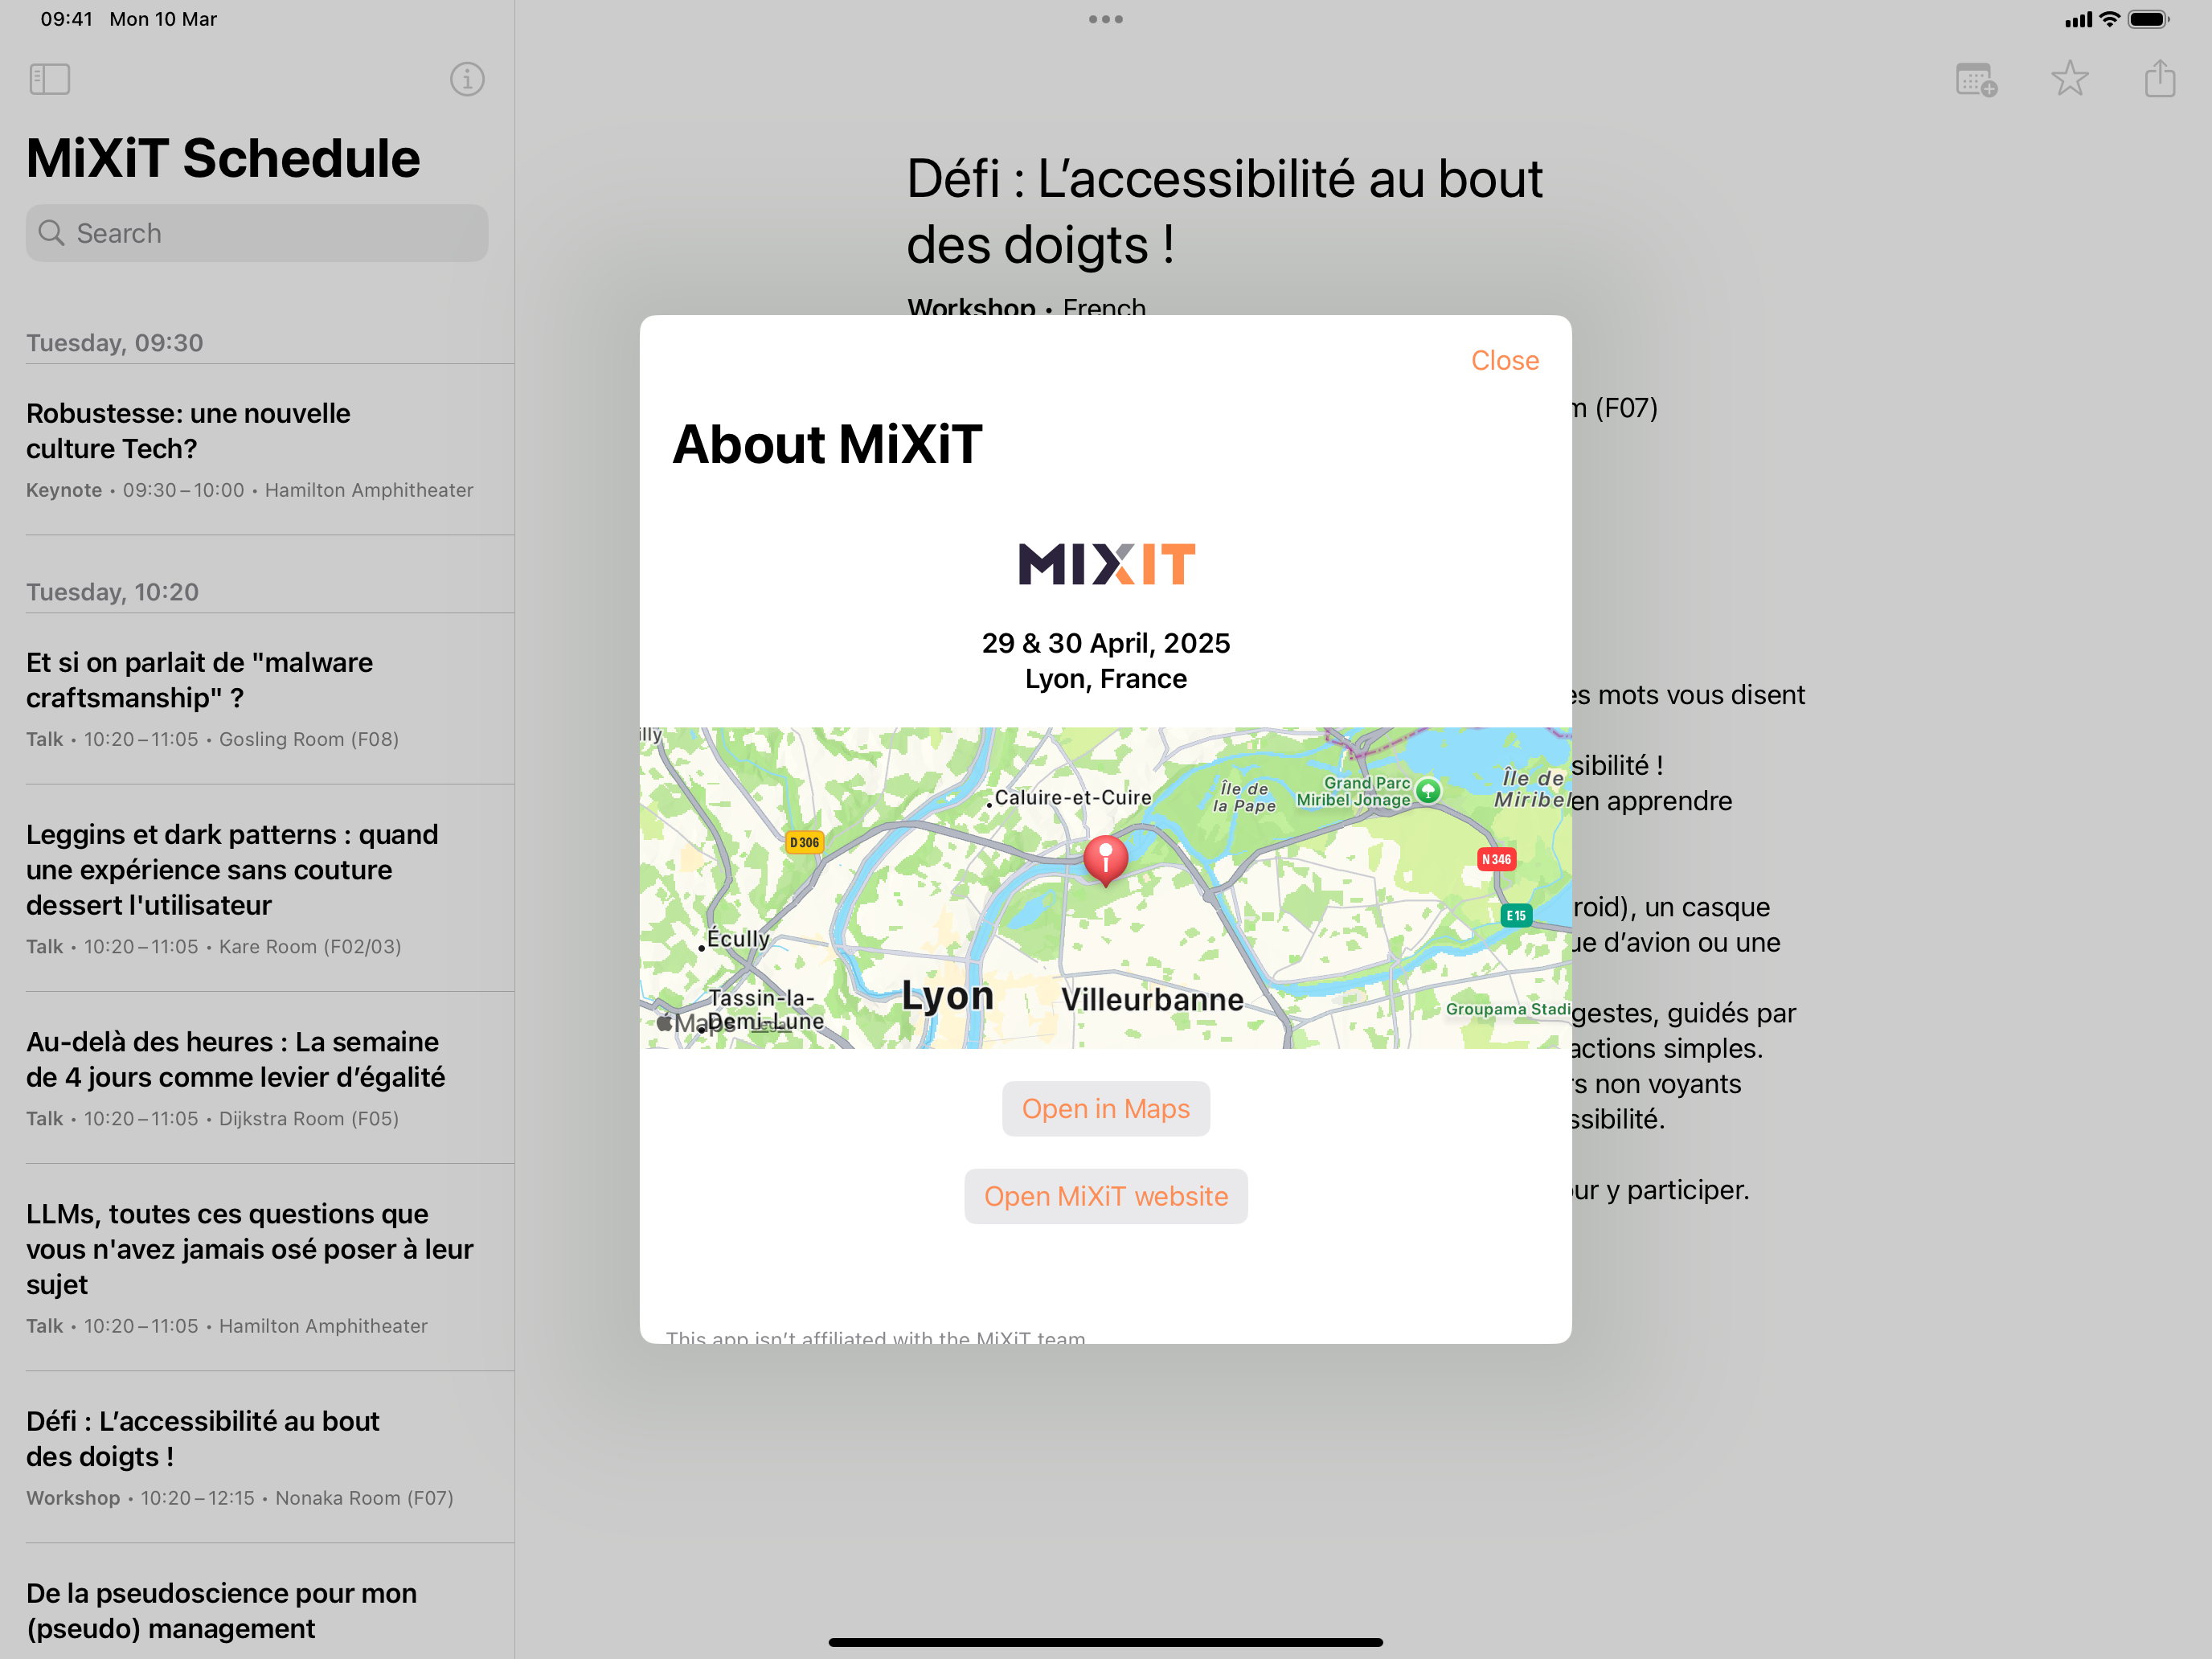 09:41 Mon 10 Mar
MiXiT Schedule
Search
Tuesday, 09:30
Robustesse: une nouvelle
culture Tech?
Keynote • 09:30 – 10:00 • Hamilton Amphitheater
Tuesday, 10:20
Et si on parlait de "malware
craftsmanship" ?
Talk • 10:20 – 11:05 • Gosling Room (F08)
Leggins et dark patterns : quand
une expérience sans couture
dessert l'utilisateur
Talk • 10:20 – 11:05 • Kare Room (F02/03)
Au-delà des heures : La semaine
de 4 jours comme levier d’égalité
Talk • 10:20 – 11:05 • Dijkstra Room (F05)
LLMs, toutes ces questions que
vous n'avez jamais osé poser à leur
sujet
Talk • 10:20 – 11:05 • Hamilton Amphitheater
Défi : L’accessibilité au bout
des doigts !
Workshop • 10:20 – 12:15 • Nonaka Room (F07)
De la pseudoscience pour mon
(pseudo) management
Défi : L’accessibilité au bout
des doigts !
Workshop • French
m (F07)
es mots vous disent
sibilité !
en apprendre
roid), un casque
ue d’avion ou une
gestes, guidés par
actions simples.
rs non voyants
ssibilité.
ur y participer.
Close
About MiXiT
MIXIT
29 & 30 April, 2025
Lyon, France
illy
Caluire-et-Cuire
Île de
la Pape
Grand Parc
Miribel Jonage
Île de
Miribel
D 306
N 346
E 15
Écully
Lyon
Villeurbanne
Tassin-la-
Demi-Lune
Maps
Groupama Stadi
Open in Maps
Open MiXiT website
This app isn’t affiliated with the MiXiT team